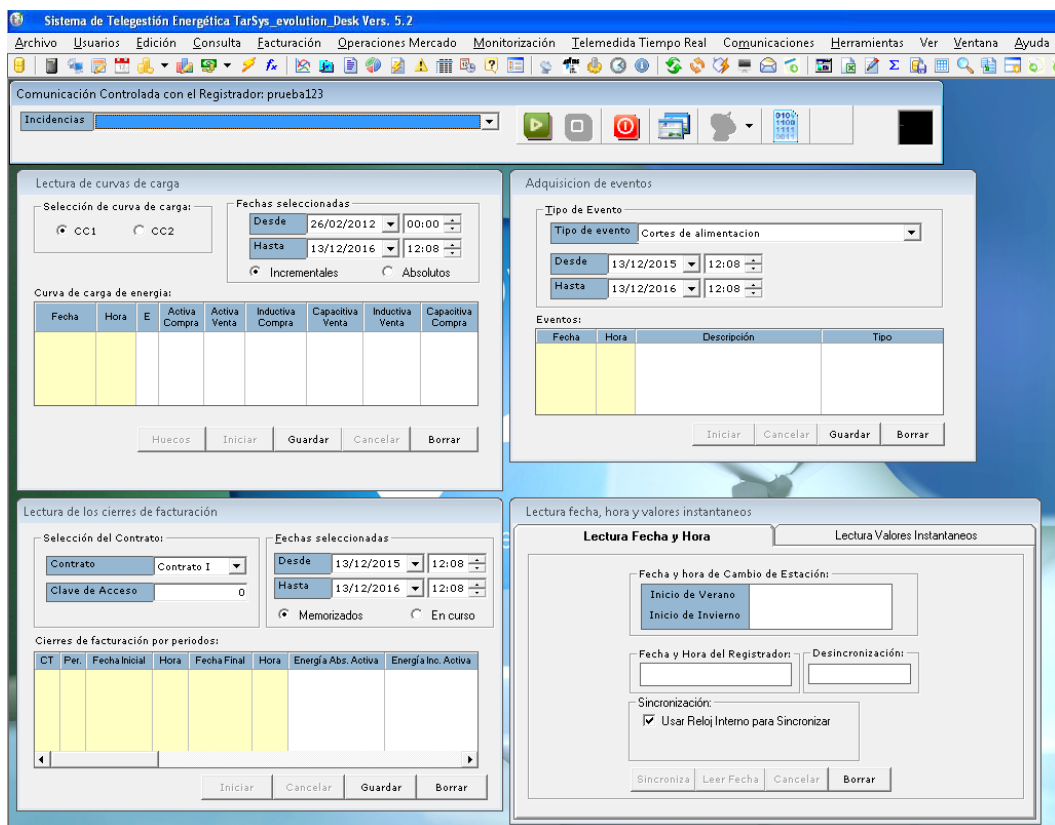 Sistema de Telegestión Energética TarSys_evolution_Desk Vers. 5.2
Archivo Usuarios Edición Consulta Facturación Operaciones Mercado Monitorización Telemedida Tiempo Real Comunicaciones Herramientas Ver Ventana Ayuda
Comunicación Controlada con el Registrador: prueba123
Incidencias
Lectura de curvas de carga
Selección de curva de carga:
CC1 CC2
Fechas seleccionadas
Desde 26/02/2012 00:00
Hasta 13/12/2016 12:08
Incrementales Absolutos
Curva de carga de energia:
Fecha Hora E Activa Compra Activa Venta Inductiva Compra Capacitiva Venta Inductiva Venta Capacitiva Compra
Huecos Iniciar Guardar Cancelar Borrar
Adquisicion de eventos
Tipo de Evento
Tipo de evento Cortes de alimentacion
Desde 13/12/2015 12:08
Hasta 13/12/2016 12:08
Eventos:
Fecha Hora Descripción Tipo
Iniciar Cancelar Guardar Borrar
Lectura de los cierres de facturación
Selección del Contrato:
Contrato Contrato I
Clave de Acceso 0
Fechas seleccionadas
Desde 13/12/2015 12:08
Hasta 13/12/2016 12:08
Memorizados En curso
Cierres de facturación por periodos:
CT Per. Fecha Inicial Hora Fecha Final Hora Energía Abs. Activa Energía Inc. Activa
Iniciar Cancelar Guardar Borrar
Lectura fecha, hora y valores instantaneos
Lectura Fecha y Hora Lectura Valores Instantaneos
Fecha y hora de Cambio de Estación:
Inicio de Verano
Inicio de Invierno
Fecha y Hora del Registrador: Desincronización:
Sincronización:
Usar Reloj Interno para Sincronizar
Sincroniza Leer Fecha Cancelar Borrar